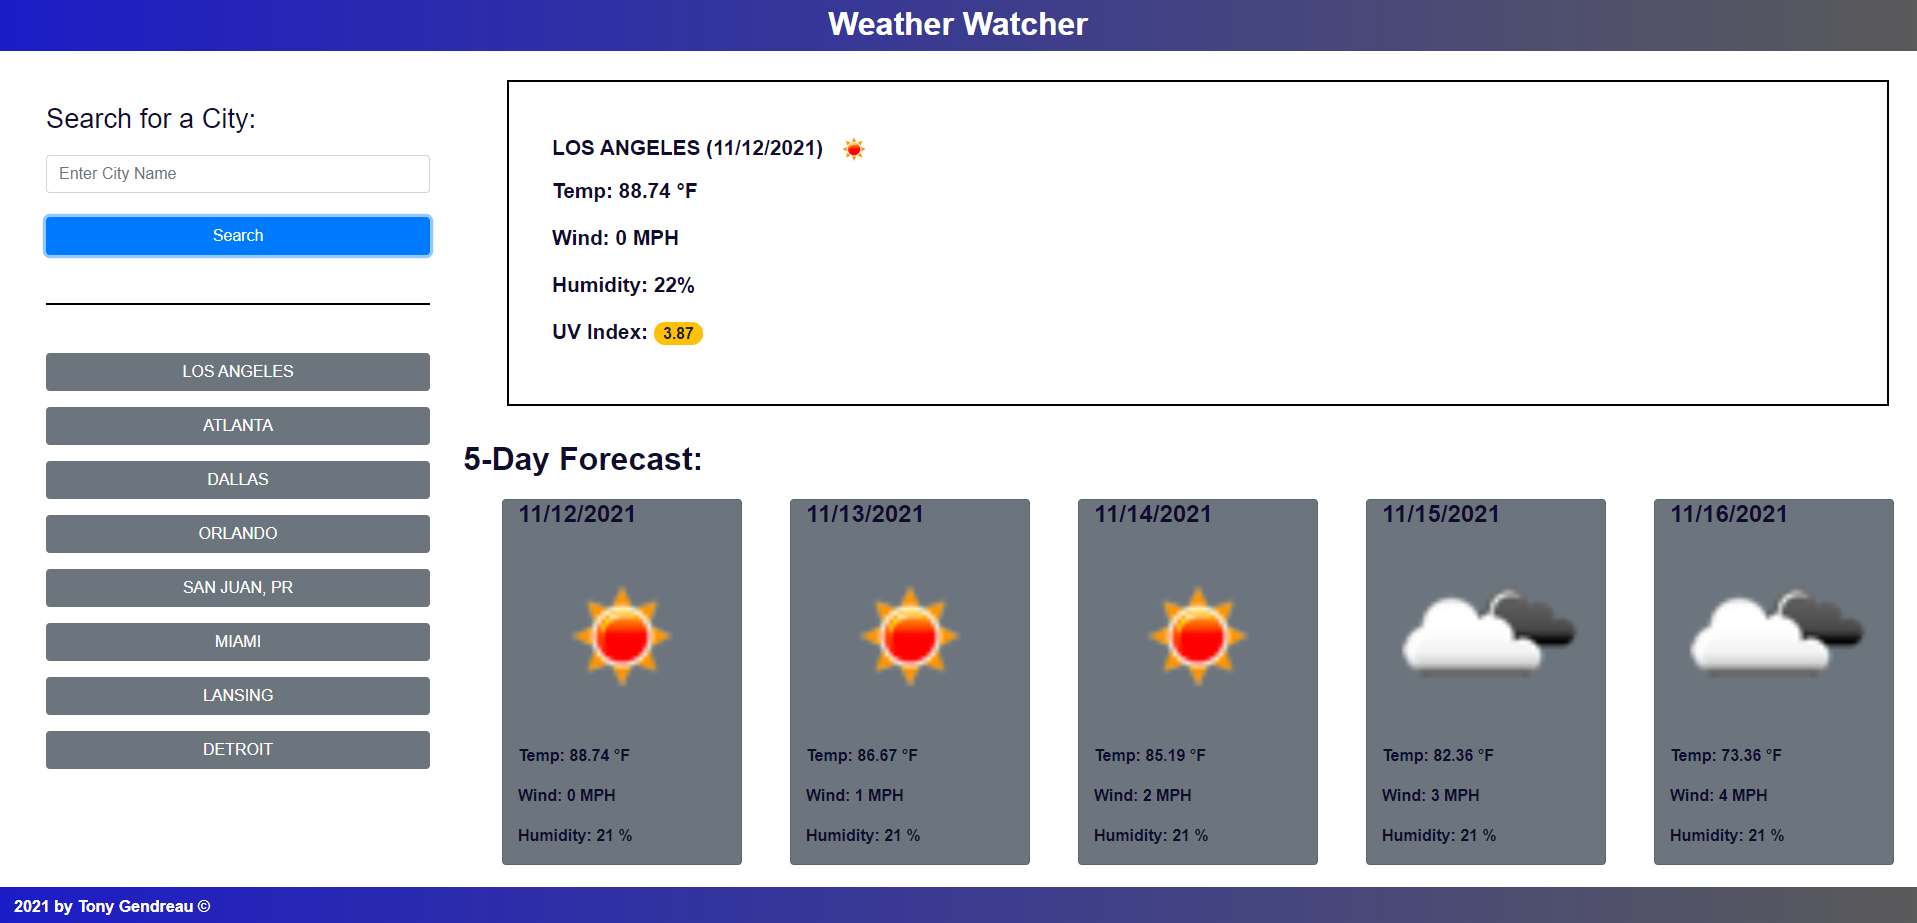 Weather Watcher
Search for a City:
Enter City Name
Search
LOS ANGELES
ATLANTA
DALLAS
ORLANDO
SAN JUAN, PR
MIAMI
LANSING
DETROIT
LOS ANGELES (11/12/2021)
Temp: 88.74 °F
Wind: 0 MPH
Humidity: 22%
UV Index: 3.87
5-Day Forecast:
11/12/2021
Temp: 88.74 °F
Wind: 0 MPH
Humidity: 21 %
11/13/2021
Temp: 86.67 °F
Wind: 1 MPH
Humidity: 21 %
11/14/2021
Temp: 85.19 °F
Wind: 2 MPH
Humidity: 21 %
11/15/2021
Temp: 82.36 °F
Wind: 3 MPH
Humidity: 21 %
11/16/2021
Temp: 73.36 °F
Wind: 4 MPH
Humidity: 21 %
2021 by Tony Gendreau ©